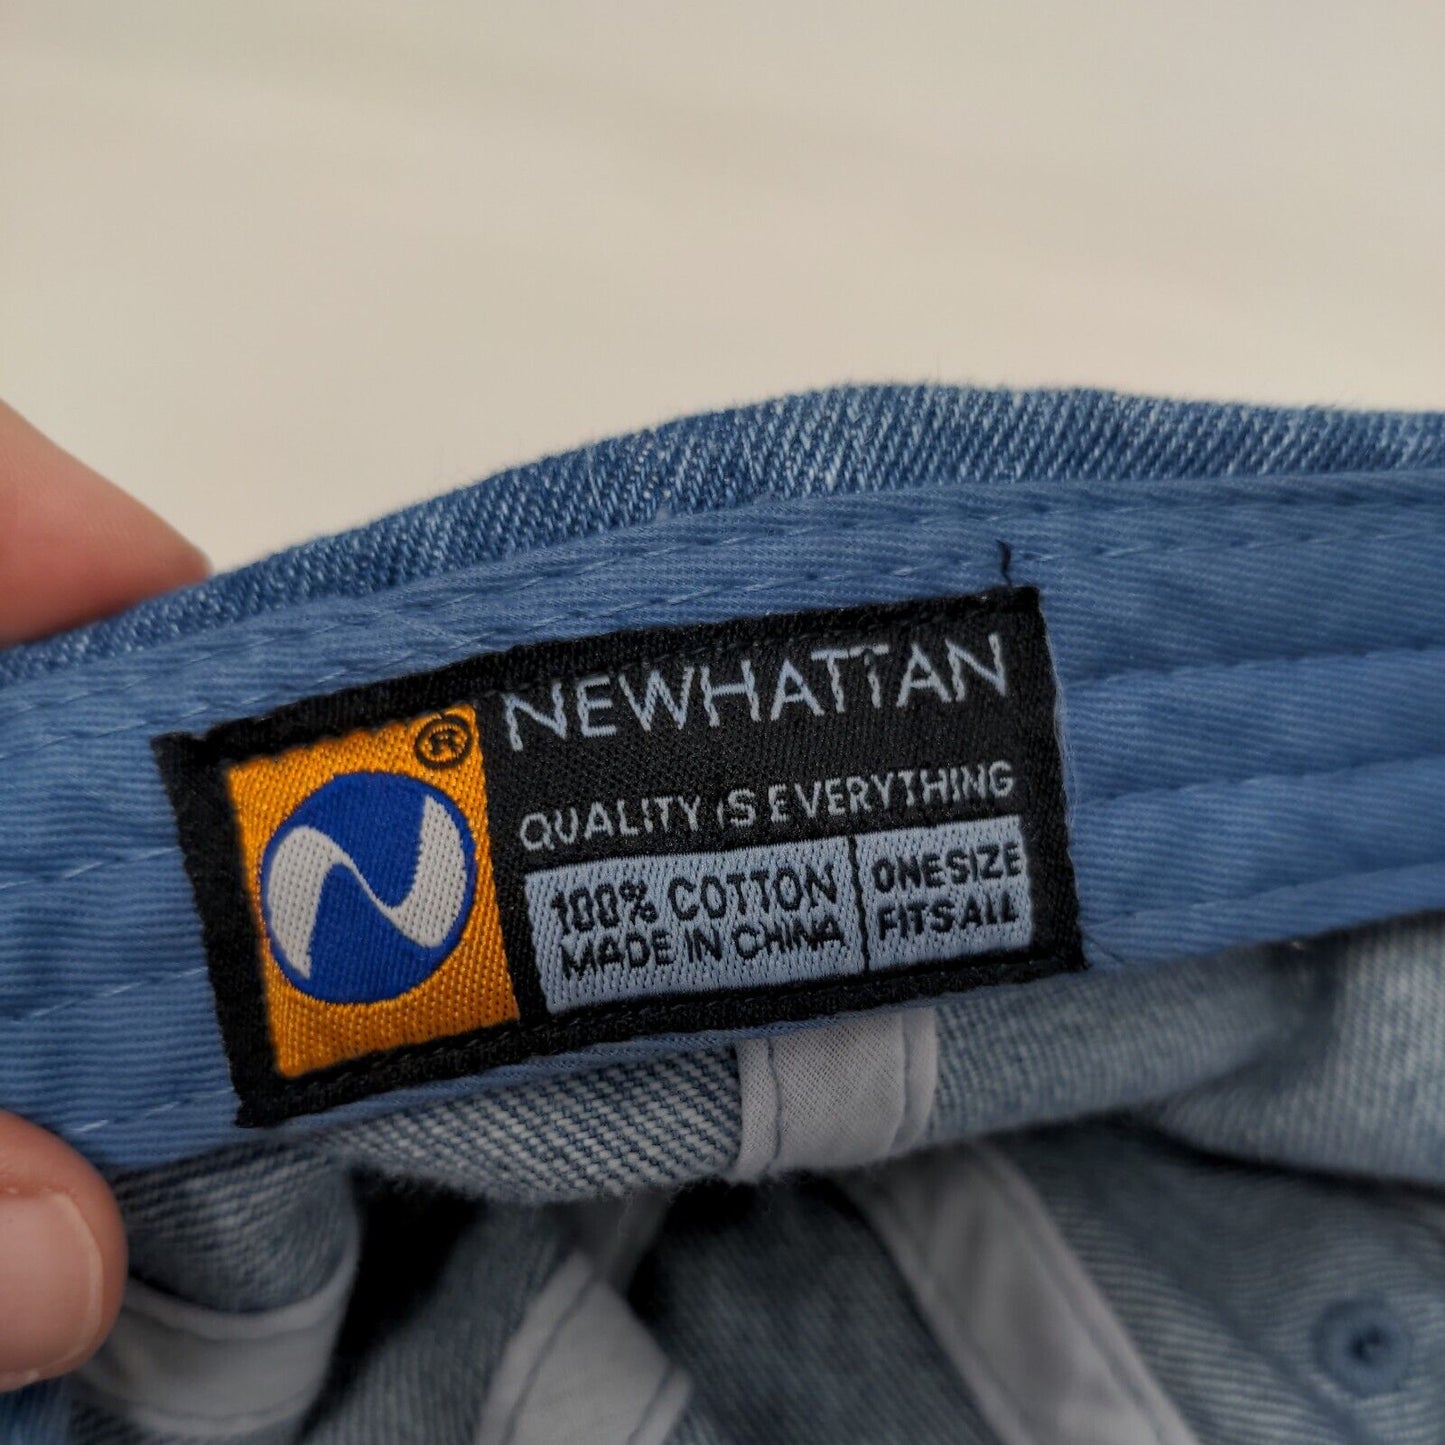 NEWHATTAN
®
QUALITY IS EVERYTHING
100% COTTON
MADE IN CHINA
ONE SIZE
FITS ALL